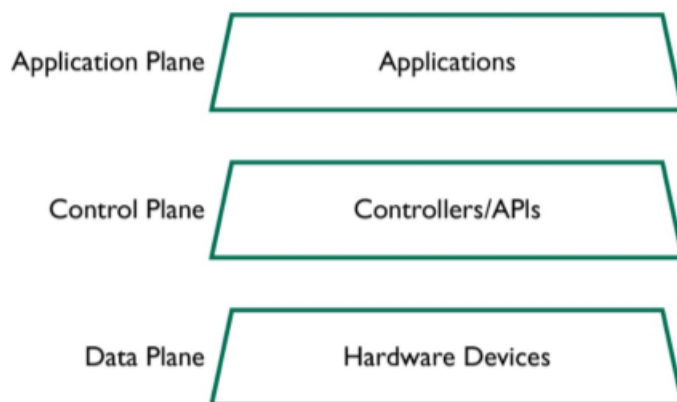 Application Plane Applications
Control Plane Controllers/APIs
Data Plane Hardware Devices